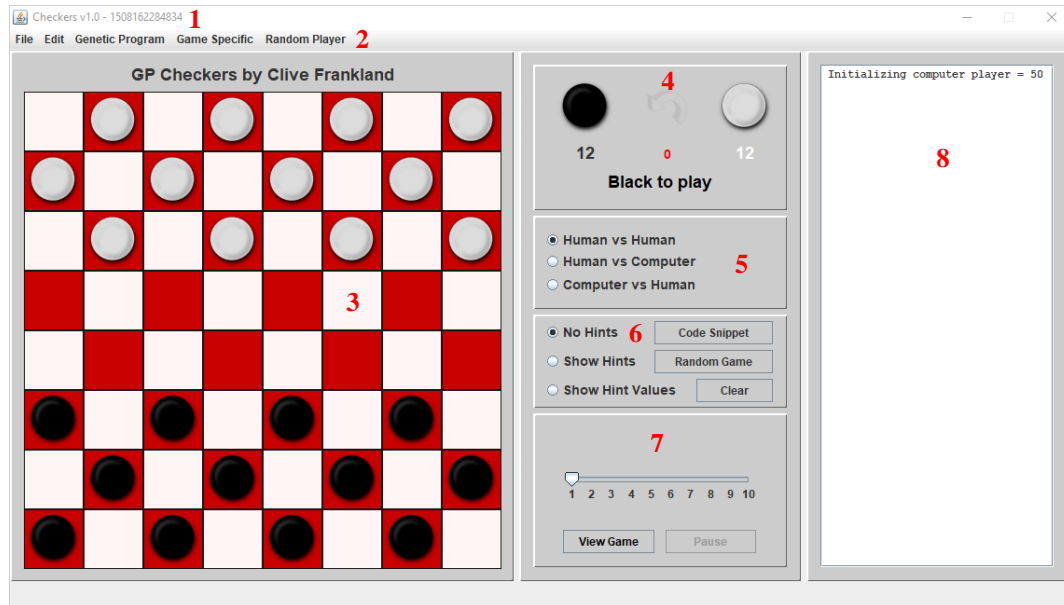 Checkers v1.0 - 1508162284834 1
File Edit Genetic Program Game Specific Random Player 2
GP Checkers by Clive Frankland
3
4
12 0 12
Black to play
Human vs Human
Human vs Computer
Computer vs Human
5
No Hints 6 Code Snippet
Show Hints Random Game
Show Hint Values Clear
7
1 2 3 4 5 6 7 8 9 10
View Game Pause
Initializing computer player = 50
8